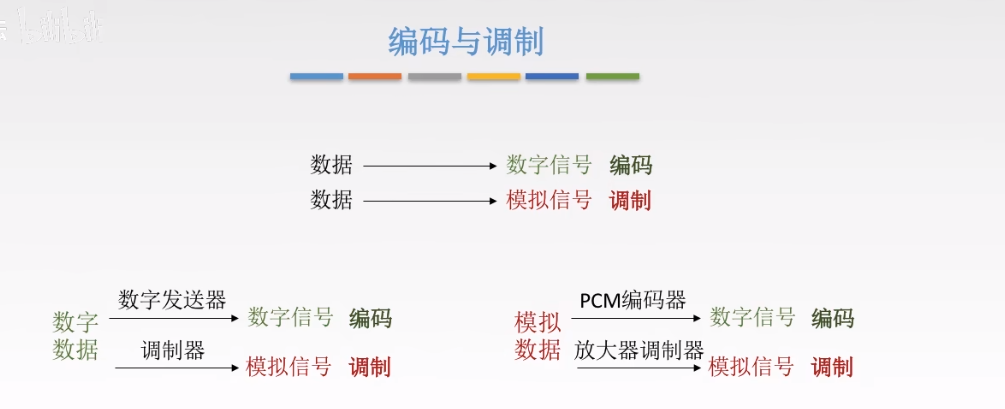 编码与调制
数据 数字信号 编码
数据 模拟信号 调制
数字发送器
数字
数据
数字信号 编码
调制器
模拟信号 调制
PCM编码器
模拟
数据
数字信号 编码
放大器调制器
模拟信号 调制